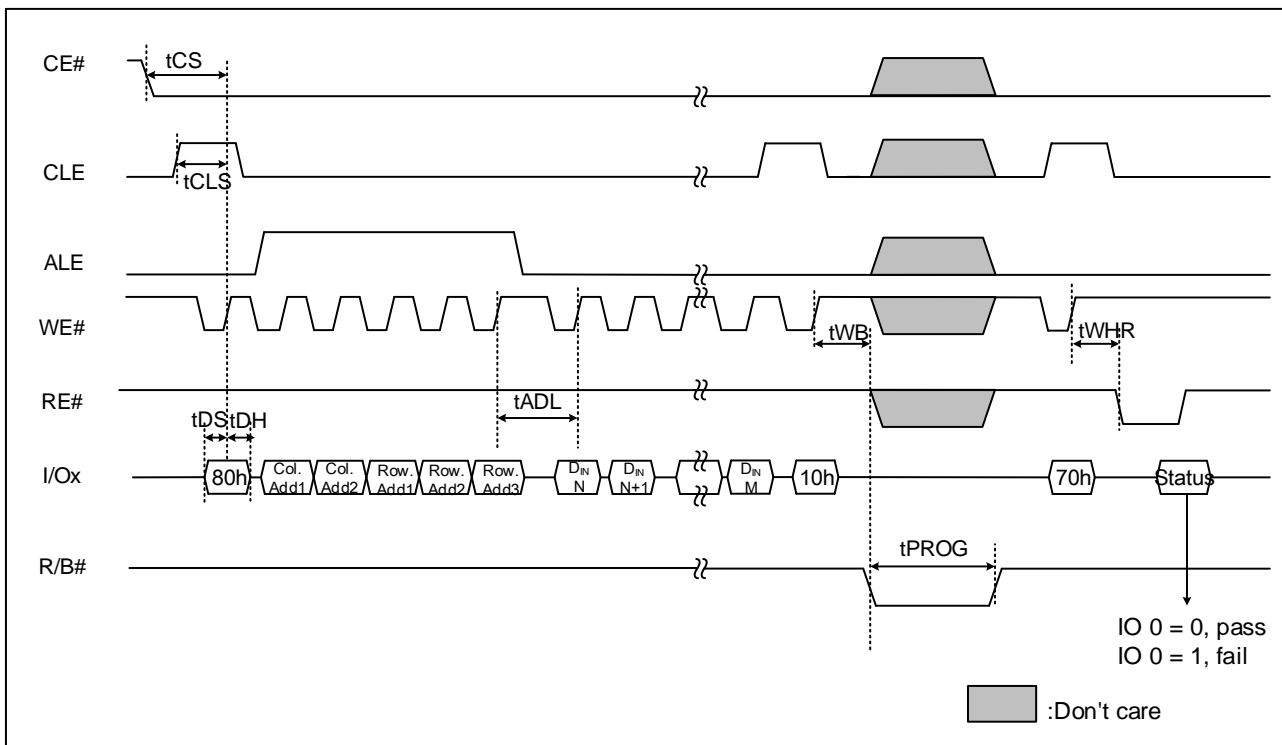 CE#
tCS
CLE
tCLS
ALE
WE#
tWB
tWHR
RE#
tADL
tDS
tDH
I/Ox
80h
Col.
Add1
Col.
Add2
Row.
Add1
Row.
Add2
Row.
Add3
DIN
N
DIN
N+1
DIN
M
10h
70h
Status
R/B#
tPROG
IO 0 = 0, pass
IO 0 = 1, fail
:Don't care